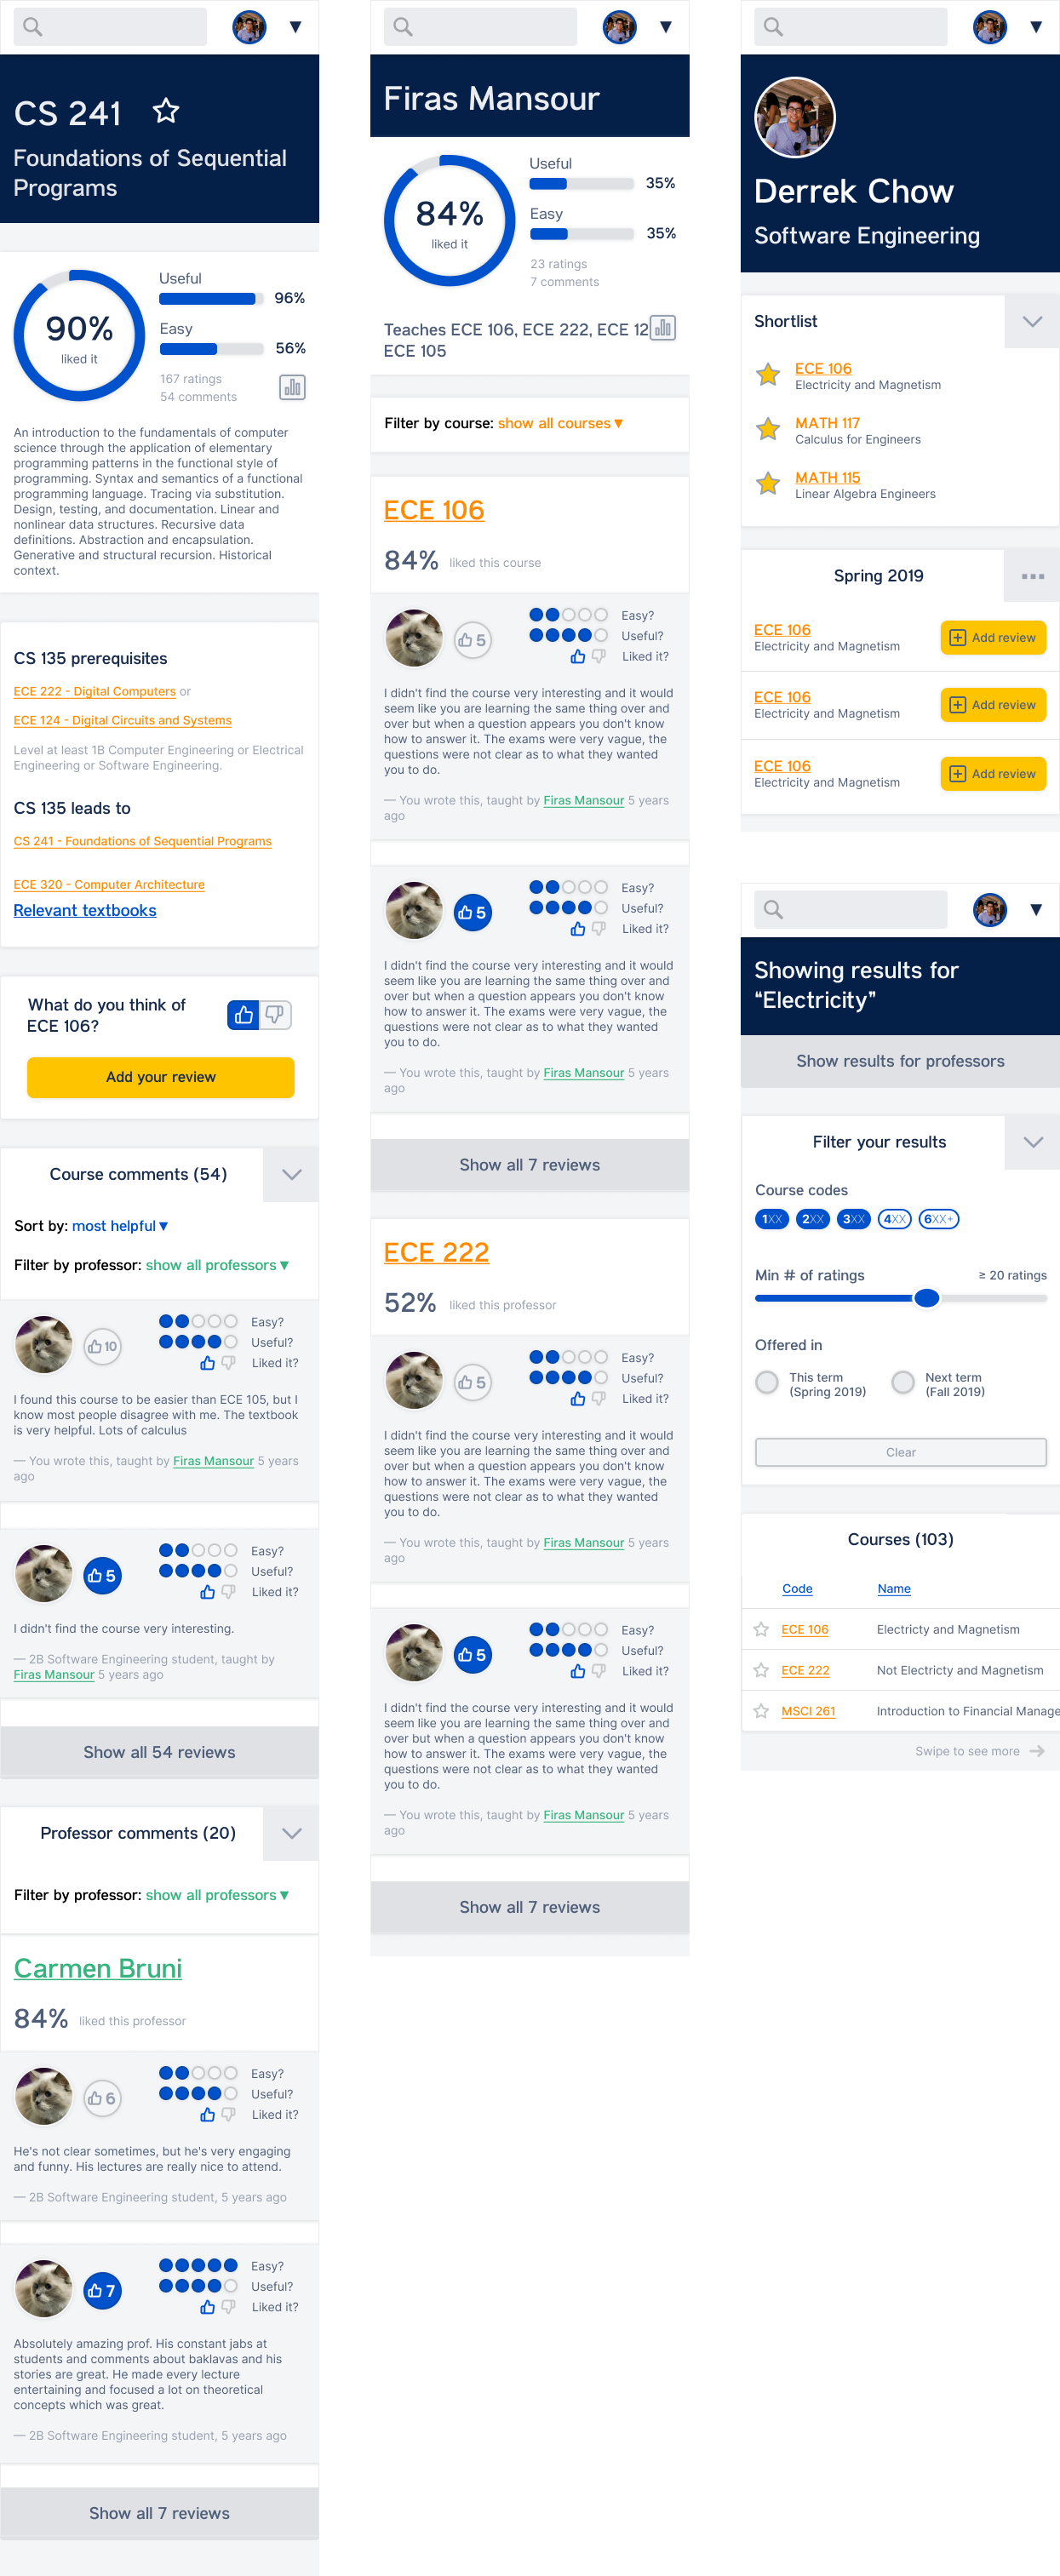 CS 241
Foundations of Sequential
Programs
90%
liked it
Useful
96%
Easy
56%
167 ratings
54 comments
An introduction to the fundamentals of computer
science through the application of elementary
programming patterns in the functional style of
programming. Syntax and semantics of a functional
programming language. Tracing via substitution.
Design, testing, and documentation. Linear and
nonlinear data structures. Recursive data
definitions. Abstraction and encapsulation.
Generative and structural recursion. Historical
context.
CS 135 prerequisites
ECE 222 - Digital Computers or
ECE 124 - Digital Circuits and Systems
Level at least 1B Computer Engineering or Electrical
Engineering or Software Engineering.
CS 135 leads to
CS 241 - Foundations of Sequential Programs
ECE 320 - Computer Architecture
Relevant textbooks
What do you think of
ECE 106?
Add your review
Course comments (54)
Sort by: most helpful ▾
Filter by professor: show all professors ▾
10
Easy?
Useful?
Liked it?
I found this course to be easier than ECE 105, but I
know most people disagree with me. The textbook
is very helpful. Lots of calculus
— You wrote this, taught by Firas Mansour 5 years
ago
5
Easy?
Useful?
Liked it?
I didn't find the course very interesting.
— 2B Software Engineering student, taught by
Firas Mansour 5 years ago
Show all 54 reviews
Professor comments (20)
Filter by professor: show all professors ▾
Carmen Bruni
84% liked this professor
6
Easy?
Useful?
Liked it?
He's not clear sometimes, but he's very engaging
and funny. His lectures are really nice to attend.
— 2B Software Engineering student, 5 years ago
7
Easy?
Useful?
Liked it?
Absolutely amazing prof. His constant jabs at
students and comments about baklavas and his
stories are great. He made every lecture
entertaining and focused a lot on theoretical
concepts which was great.
— 2B Software Engineering student, 5 years ago
Show all 7 reviews
Firas Mansour
84%
liked it
Useful
35%
Easy
35%
23 ratings
7 comments
Teaches ECE 106, ECE 222, ECE 12
ECE 105
Filter by course: show all courses ▾
ECE 106
84% liked this course
5
Easy?
Useful?
Liked it?
I didn't find the course very interesting and it would
seem like you are learning the same thing over and
over but when a question appears you don't know
how to answer it. The exams were very vague, the
questions were not clear as to what they wanted
you to do.
— You wrote this, taught by Firas Mansour 5 years
ago
5
Easy?
Useful?
Liked it?
I didn't find the course very interesting and it would
seem like you are learning the same thing over and
over but when a question appears you don't know
how to answer it. The exams were very vague, the
questions were not clear as to what they wanted
you to do.
— You wrote this, taught by Firas Mansour 5 years
ago
Show all 7 reviews
ECE 222
52% liked this professor
5
Easy?
Useful?
Liked it?
I didn't find the course very interesting and it would
seem like you are learning the same thing over and
over but when a question appears you don't know
how to answer it. The exams were very vague, the
questions were not clear as to what they wanted
you to do.
— You wrote this, taught by Firas Mansour 5 years
ago
5
Easy?
Useful?
Liked it?
I didn't find the course very interesting and it would
seem like you are learning the same thing over and
over but when a question appears you don't know
how to answer it. The exams were very vague, the
questions were not clear as to what they wanted
you to do.
— You wrote this, taught by Firas Mansour 5 years
ago
Show all 7 reviews
Derrek Chow
Software Engineering
Shortlist
ECE 106
Electricity and Magnetism
MATH 117
Calculus for Engineers
MATH 115
Linear Algebra Engineers
Spring 2019
ECE 106
Electricity and Magnetism
Add review
ECE 106
Electricity and Magnetism
Add review
ECE 106
Electricity and Magnetism
Add review
Showing results for
“Electricity”
Show results for professors
Filter your results
Course codes
1XX 2XX 3XX 4XX 6XX+
Min # of ratings
≥ 20 ratings
Offered in
This term
(Spring 2019)
Next term
(Fall 2019)
Clear
Courses (103)
Code Name
ECE 106 Electricty and Magnetism
ECE 222 Not Electricty and Magnetism
MSCI 261 Introduction to Financial Manage
Swipe to see more